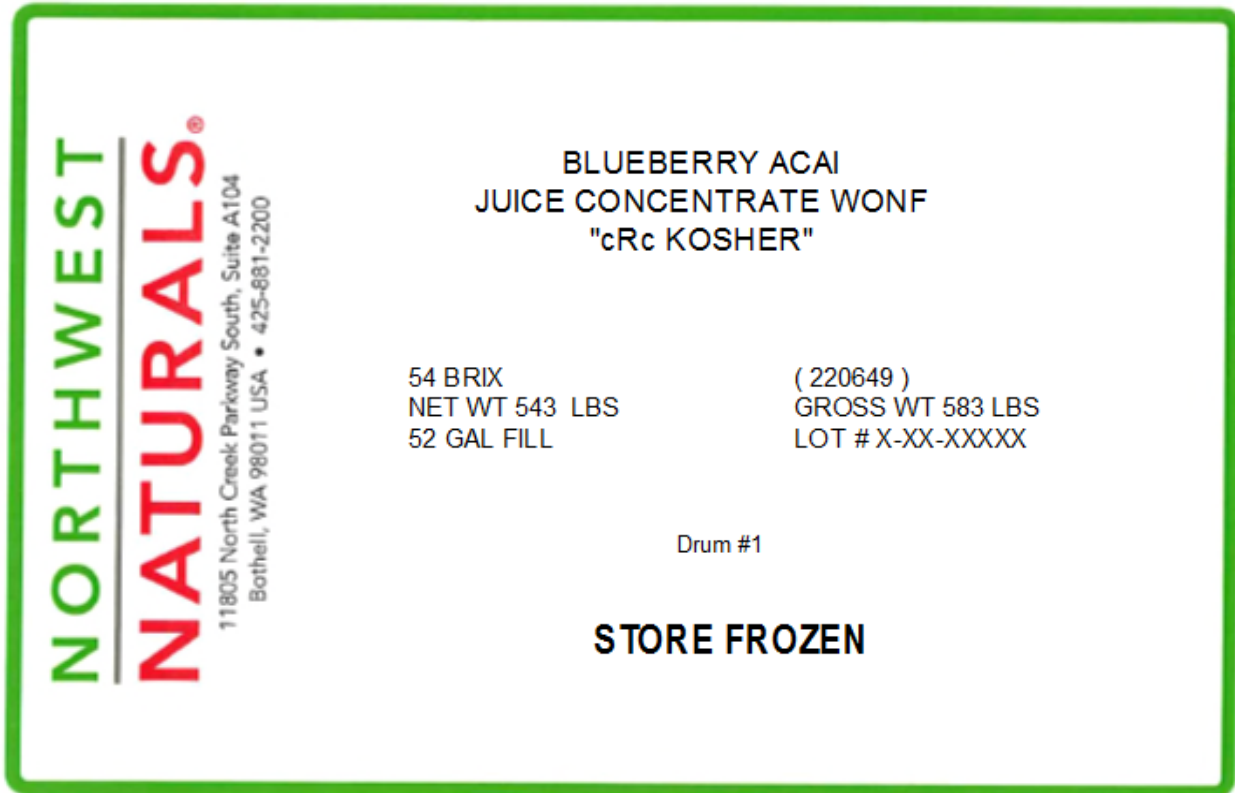 NORTHWEST
NATURALS®
11805 North Creek Parkway South, Suite A104
Bothell, WA 98011 USA • 425-881-2200
BLUEBERRY ACAI
JUICE CONCENTRATE WONF
"cRc KOSHER"
54 BRIX ( 220649 )
NET WT 543 LBS GROSS WT 583 LBS
52 GAL FILL LOT # X-XX-XXXXX
Drum #1
STORE FROZEN